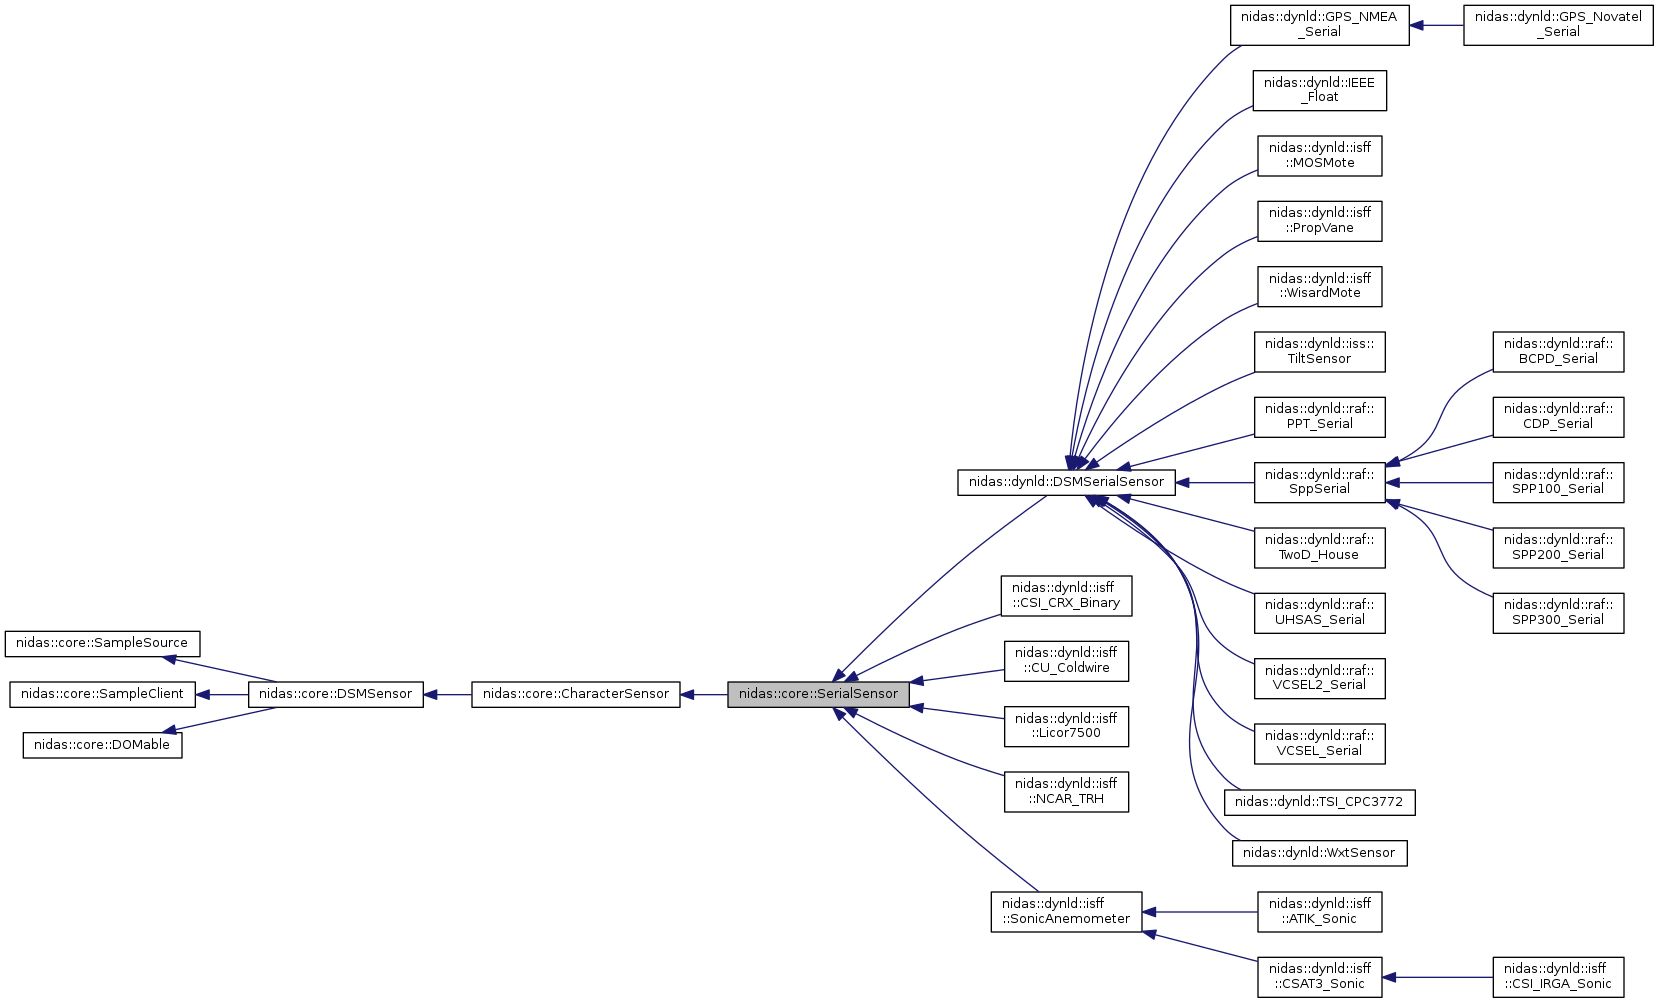 nidas::dynld::GPS_NMEA
_Serial
nidas::dynld::GPS_Novatel
_Serial
nidas::dynld::IEEE
_Float
nidas::dynld::isff
::MOSMote
nidas::dynld::isff
::PropVane
nidas::dynld::isff
::WisardMote
nidas::dynld::iss::
TiltSensor
nidas::dynld::raf::
BCPD_Serial
nidas::dynld::raf::
PPT_Serial
nidas::dynld::raf::
CDP_Serial
nidas::dynld::DSMSerialSensor
nidas::dynld::raf::
SppSerial
nidas::dynld::raf::
SPP100_Serial
nidas::dynld::raf::
TwoD_House
nidas::dynld::raf::
SPP200_Serial
nidas::dynld::isff
::CSI_CRX_Binary
nidas::dynld::raf::
UHSAS_Serial
nidas::dynld::raf::
SPP300_Serial
nidas::core::SampleSource
nidas::dynld::isff
::CU_Coldwire
nidas::dynld::raf::
VCSEL2_Serial
nidas::core::SampleClient
nidas::core::DSMSensor
nidas::core::CharacterSensor
nidas::core::SerialSensor
nidas::dynld::isff
::Licor7500
nidas::core::DOMable
nidas::dynld::raf::
VCSEL_Serial
nidas::dynld::isff
::NCAR_TRH
nidas::dynld::TSI_CPC3772
nidas::dynld::WxtSensor
nidas::dynld::isff
::SonicAnemometer
nidas::dynld::isff
::ATIK_Sonic
nidas::dynld::isff
::CSAT3_Sonic
nidas::dynld::isff
::CSI_IRGA_Sonic